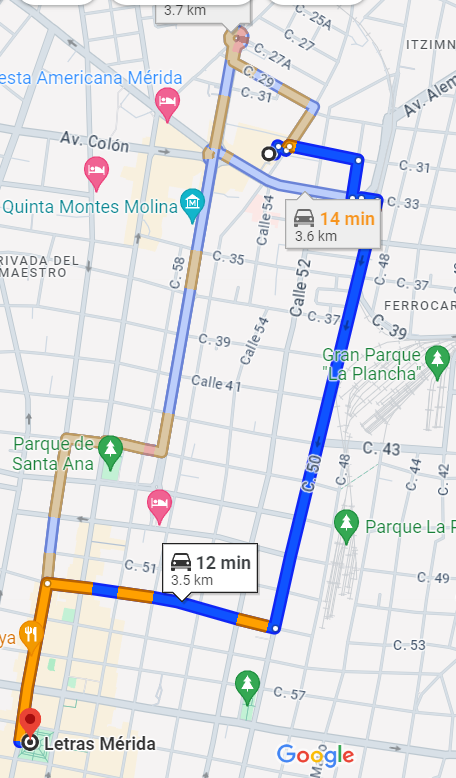 3.7 km
C. 25A
C. 27
C. 27A
ITZIMN
esta Americana Mérida
C. 29
C. 31
Av. Alem
Av. Colón
C. 31
Quinta Montes Molina
Calle 54
C. 33
14 min
3.6 km
RIVADA DEL
MAESTRO
C. 35
C. 48
C. 58
Calle 52
C. 37
FERROCAR
C. 37
C. 39
C. 39
Calle 54
Gran Parque
"La Plancha"
Calle 41
Parque de
Santa Ana
C. 43
C. 50
C. 48
C. 44
C. 42
Parque La P
12 min
3.5 km
C. 51
C. 49
ya
C. 53
C. 57
Letras Mérida
Google